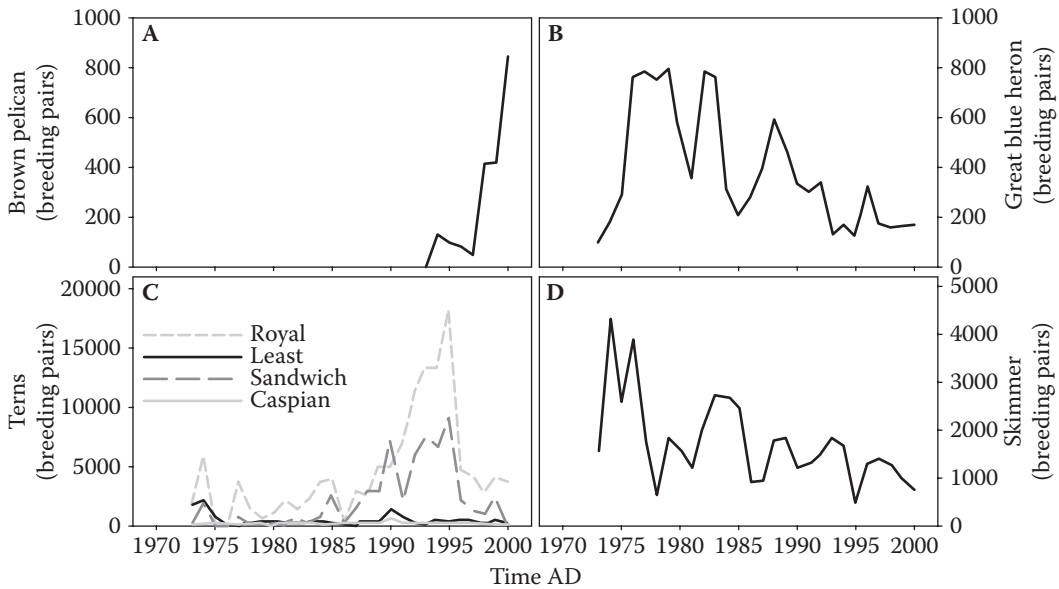 A
B
Brown pelican
(breeding pairs)
1000
800
600
400
200
0
1000
800
600
400
200
0
Great blue heron
(breeding pairs)
C
D
Terns
(breeding pairs)
20000
15000
10000
5000
0
Royal
Least
Sandwich
Caspian
5000
4000
3000
2000
1000
0
Skimmer
(breeding pairs)
1970 1975 1980 1985 1990 1995 2000
1970 1975 1980 1985 1990 1995 2000
Time AD